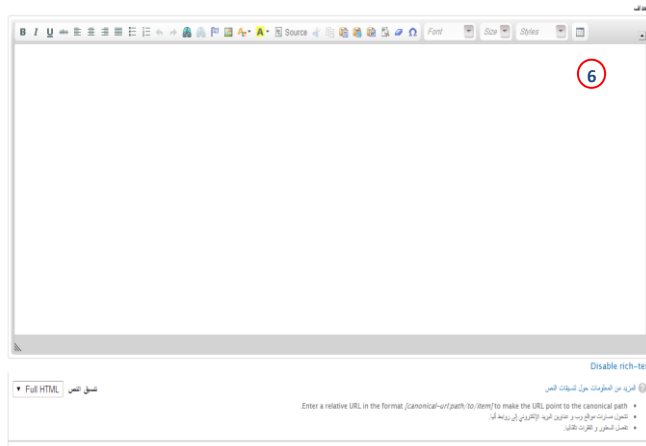 B I U abc Source Font Size Styles
6
Disable rich-te
تنسيق النص Full HTML
المزيد من المعلومات حول تنسيقات النص
Enter a relative URL in the format [canonical-url:path/to/item] to make the URL point to the canonical path.
تتحول مسارات مواقع وب و عناوين البريد الإلكتروني إلى روابط آليا.
تفصل السطور و الفقرات تلقائيا.